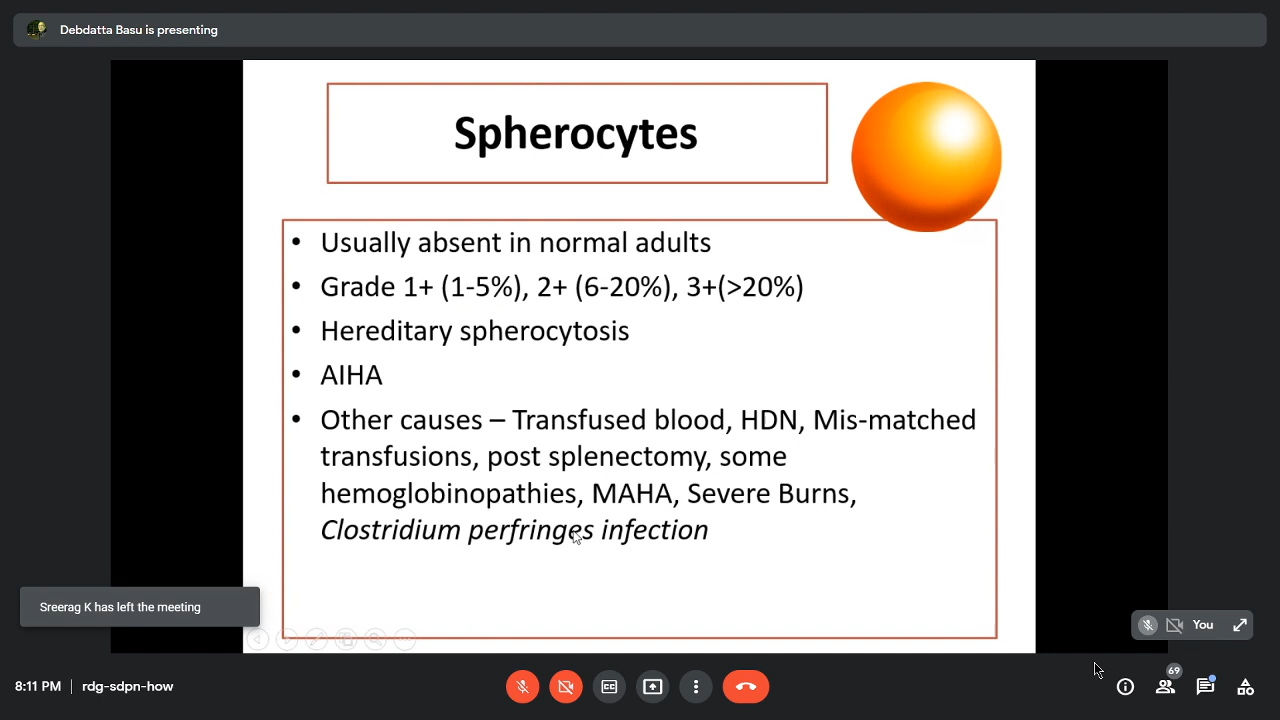 Debdatta Basu is presenting
Spherocytes
• Usually absent in normal adults
• Grade 1+ (1-5%), 2+ (6-20%), 3+(>20%)
• Hereditary spherocytosis
• AIHA
• Other causes – Transfused blood, HDN, Mis-matched
transfusions, post splenectomy, some
hemoglobinopathies, MAHA, Severe Burns,
Clostridium perfringes infection
Sreerag K has left the meeting
You
8:11 PM | rdg-sdpn-how
69